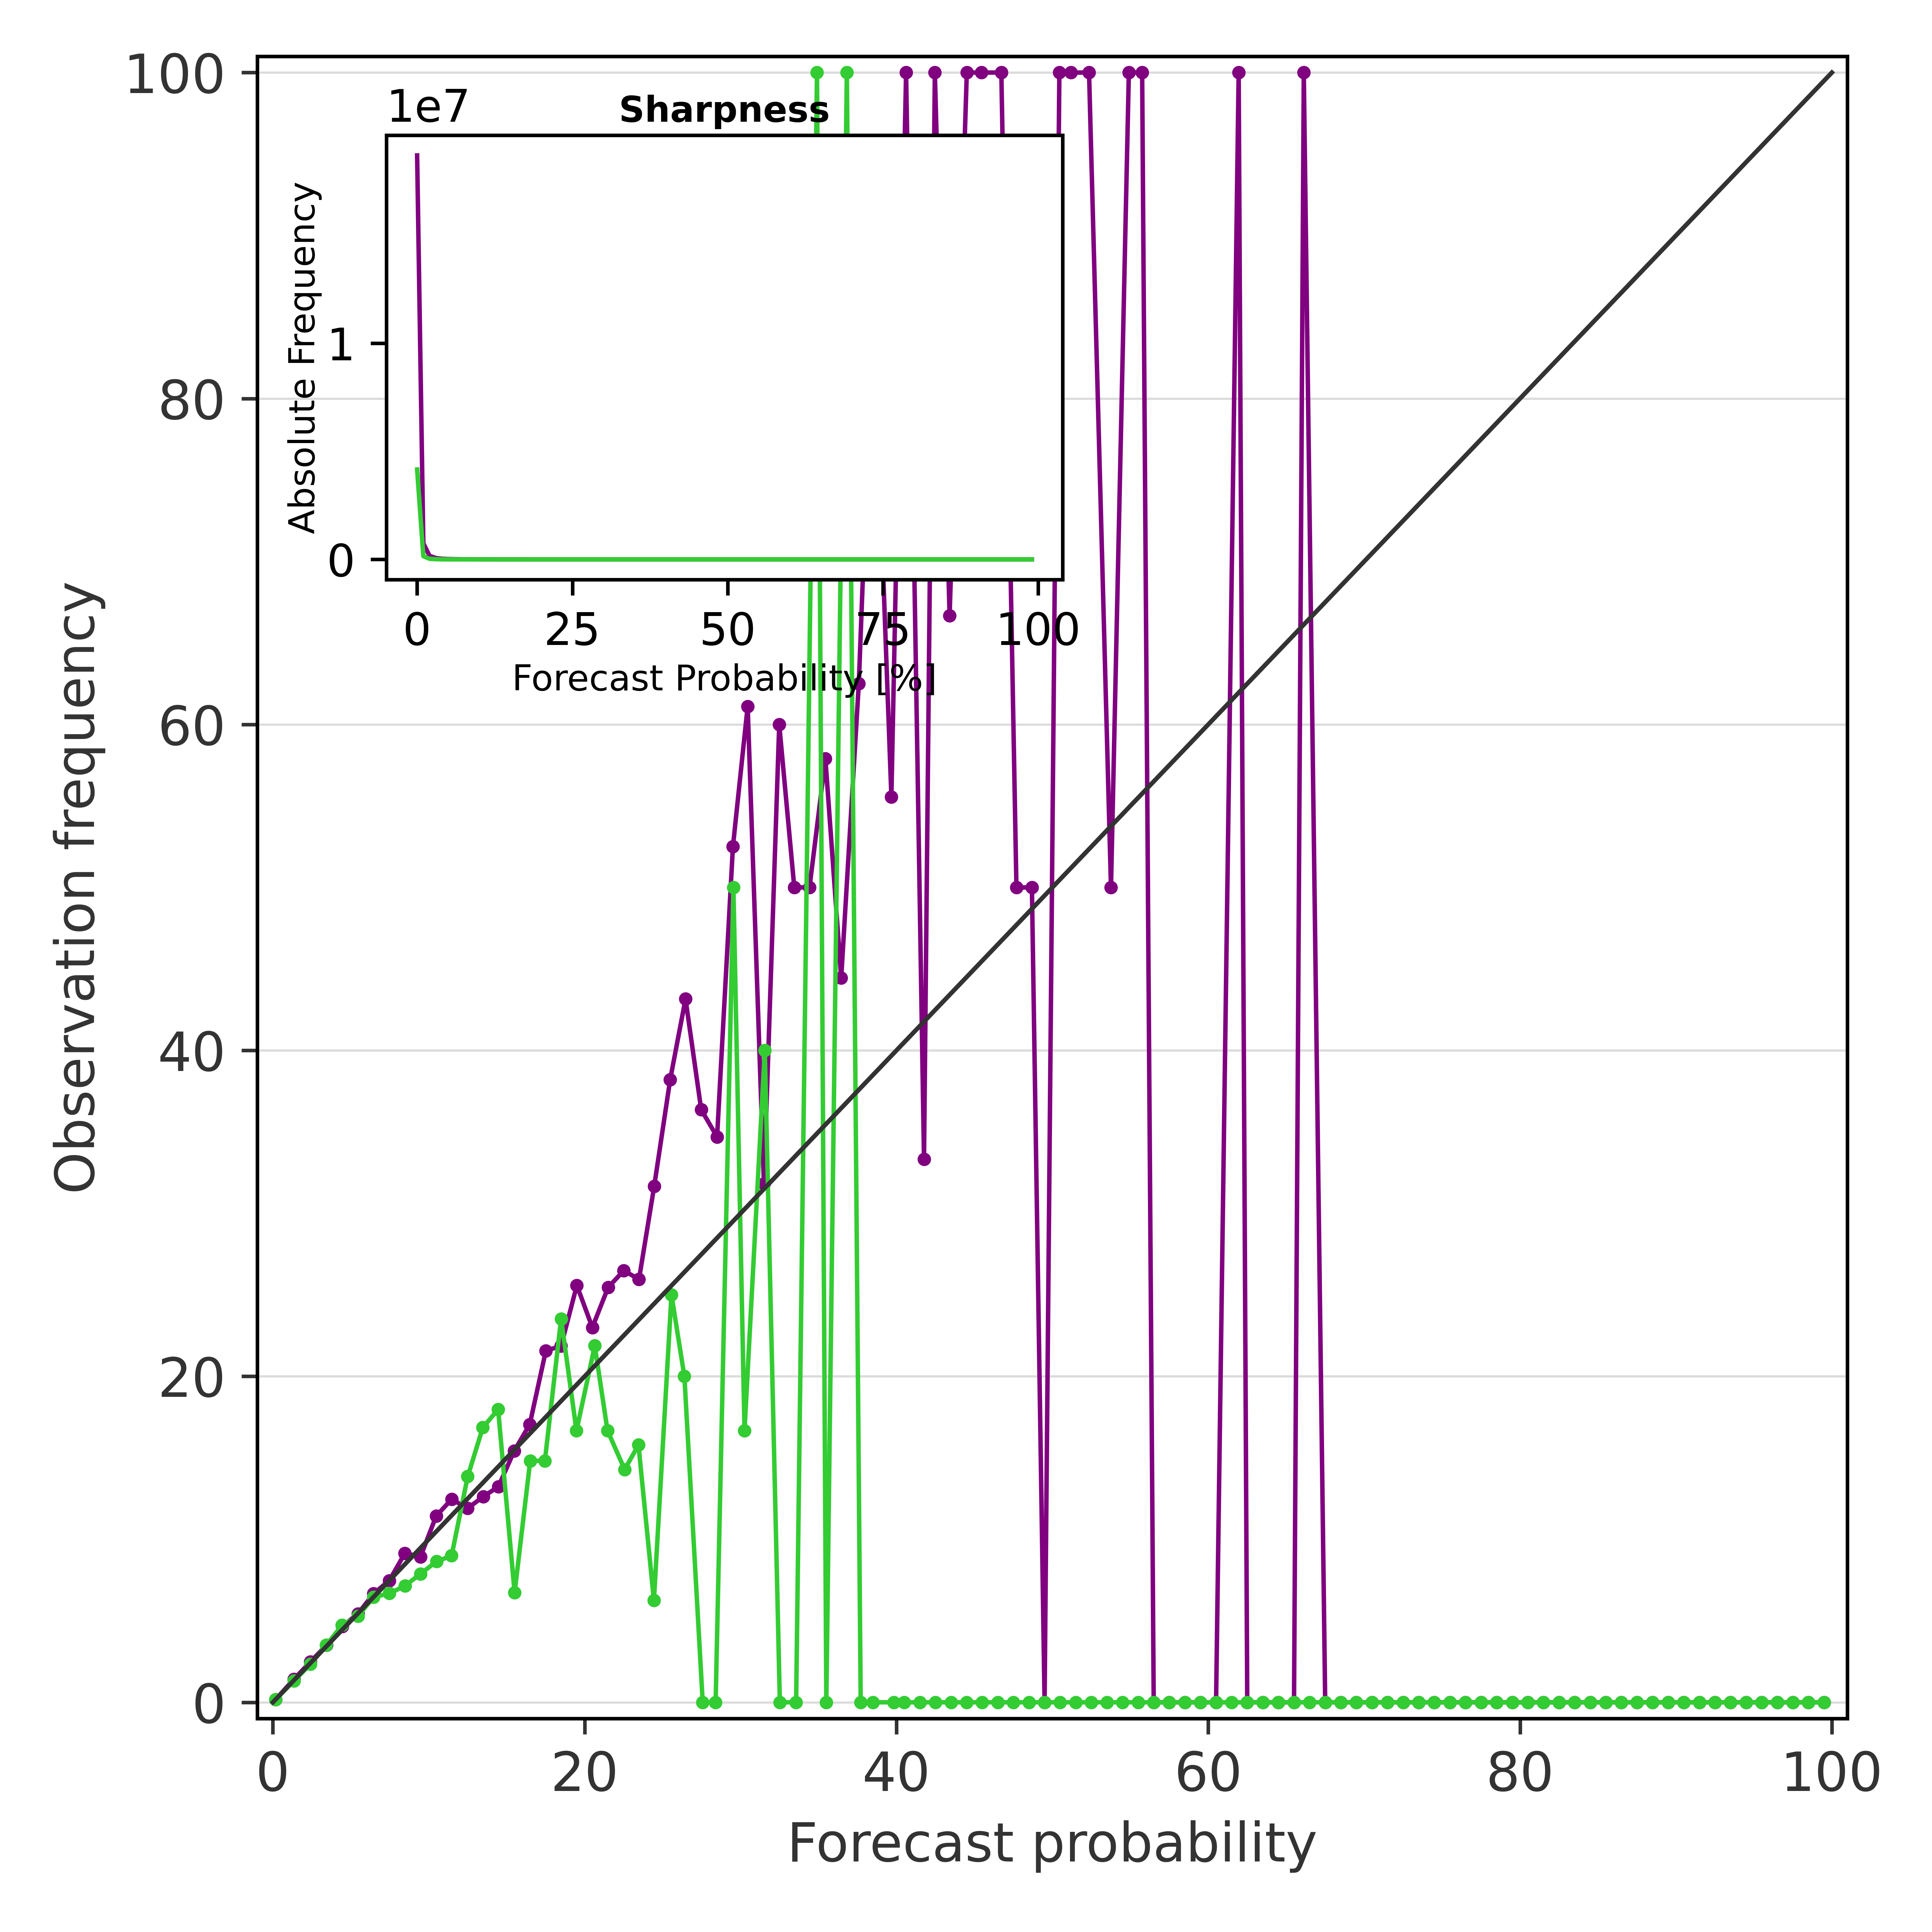 100
80
60
40
20
0
Observation frequency
1e7
Sharpness
Absolute Frequency
1
0
0 25 50 75 100
Forecast Probability [%]
0 20 40 60 80 100
Forecast probability